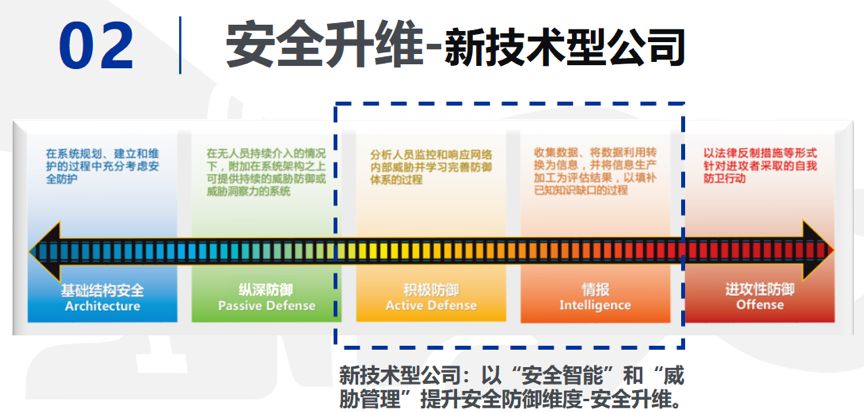 02
安全升维-新技术型公司
在系统规划、建立和维
护的过程中充分考虑安
全防护
在无人员持续介入的情况
下，附加在系统架构之上
可提供持续的威胁防御或
威胁洞察力的系统
分析人员监控和响应网络
内部威胁并学习完善防御
体系的过程
收集数据、将数据利用转
换为信息，并将信息生产
加工为评估结果，以填补
已知知识缺口的过程
以法律反制措施等形式
针对进攻者采取的自我
防卫行动
基础结构安全
Architecture
纵深防御
Passive Defense
积极防御
Active Defense
情报
Intelligence
进攻性防御
Offense
新技术型公司：以“安全智能”和“威
胁管理”提升安全防御维度-安全升维。